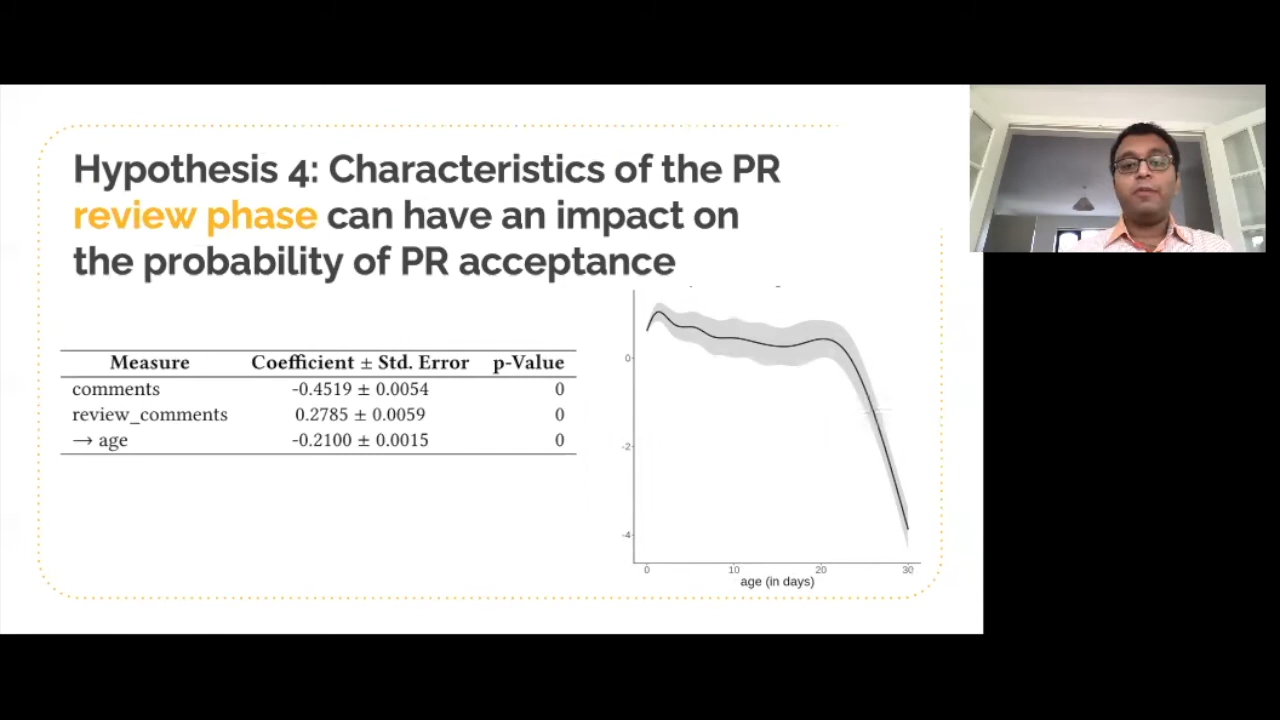 Hypothesis 4: Characteristics of the PR
review phase can have an impact on
the probability of PR acceptance
Measure Coefficient ± Std. Error p-Value
comments -0.4519 ± 0.0054 0
review_comments 0.2785 ± 0.0059 0
→ age -0.2100 ± 0.0015 0
0
-2
-4
0 10 20 30
age (in days)